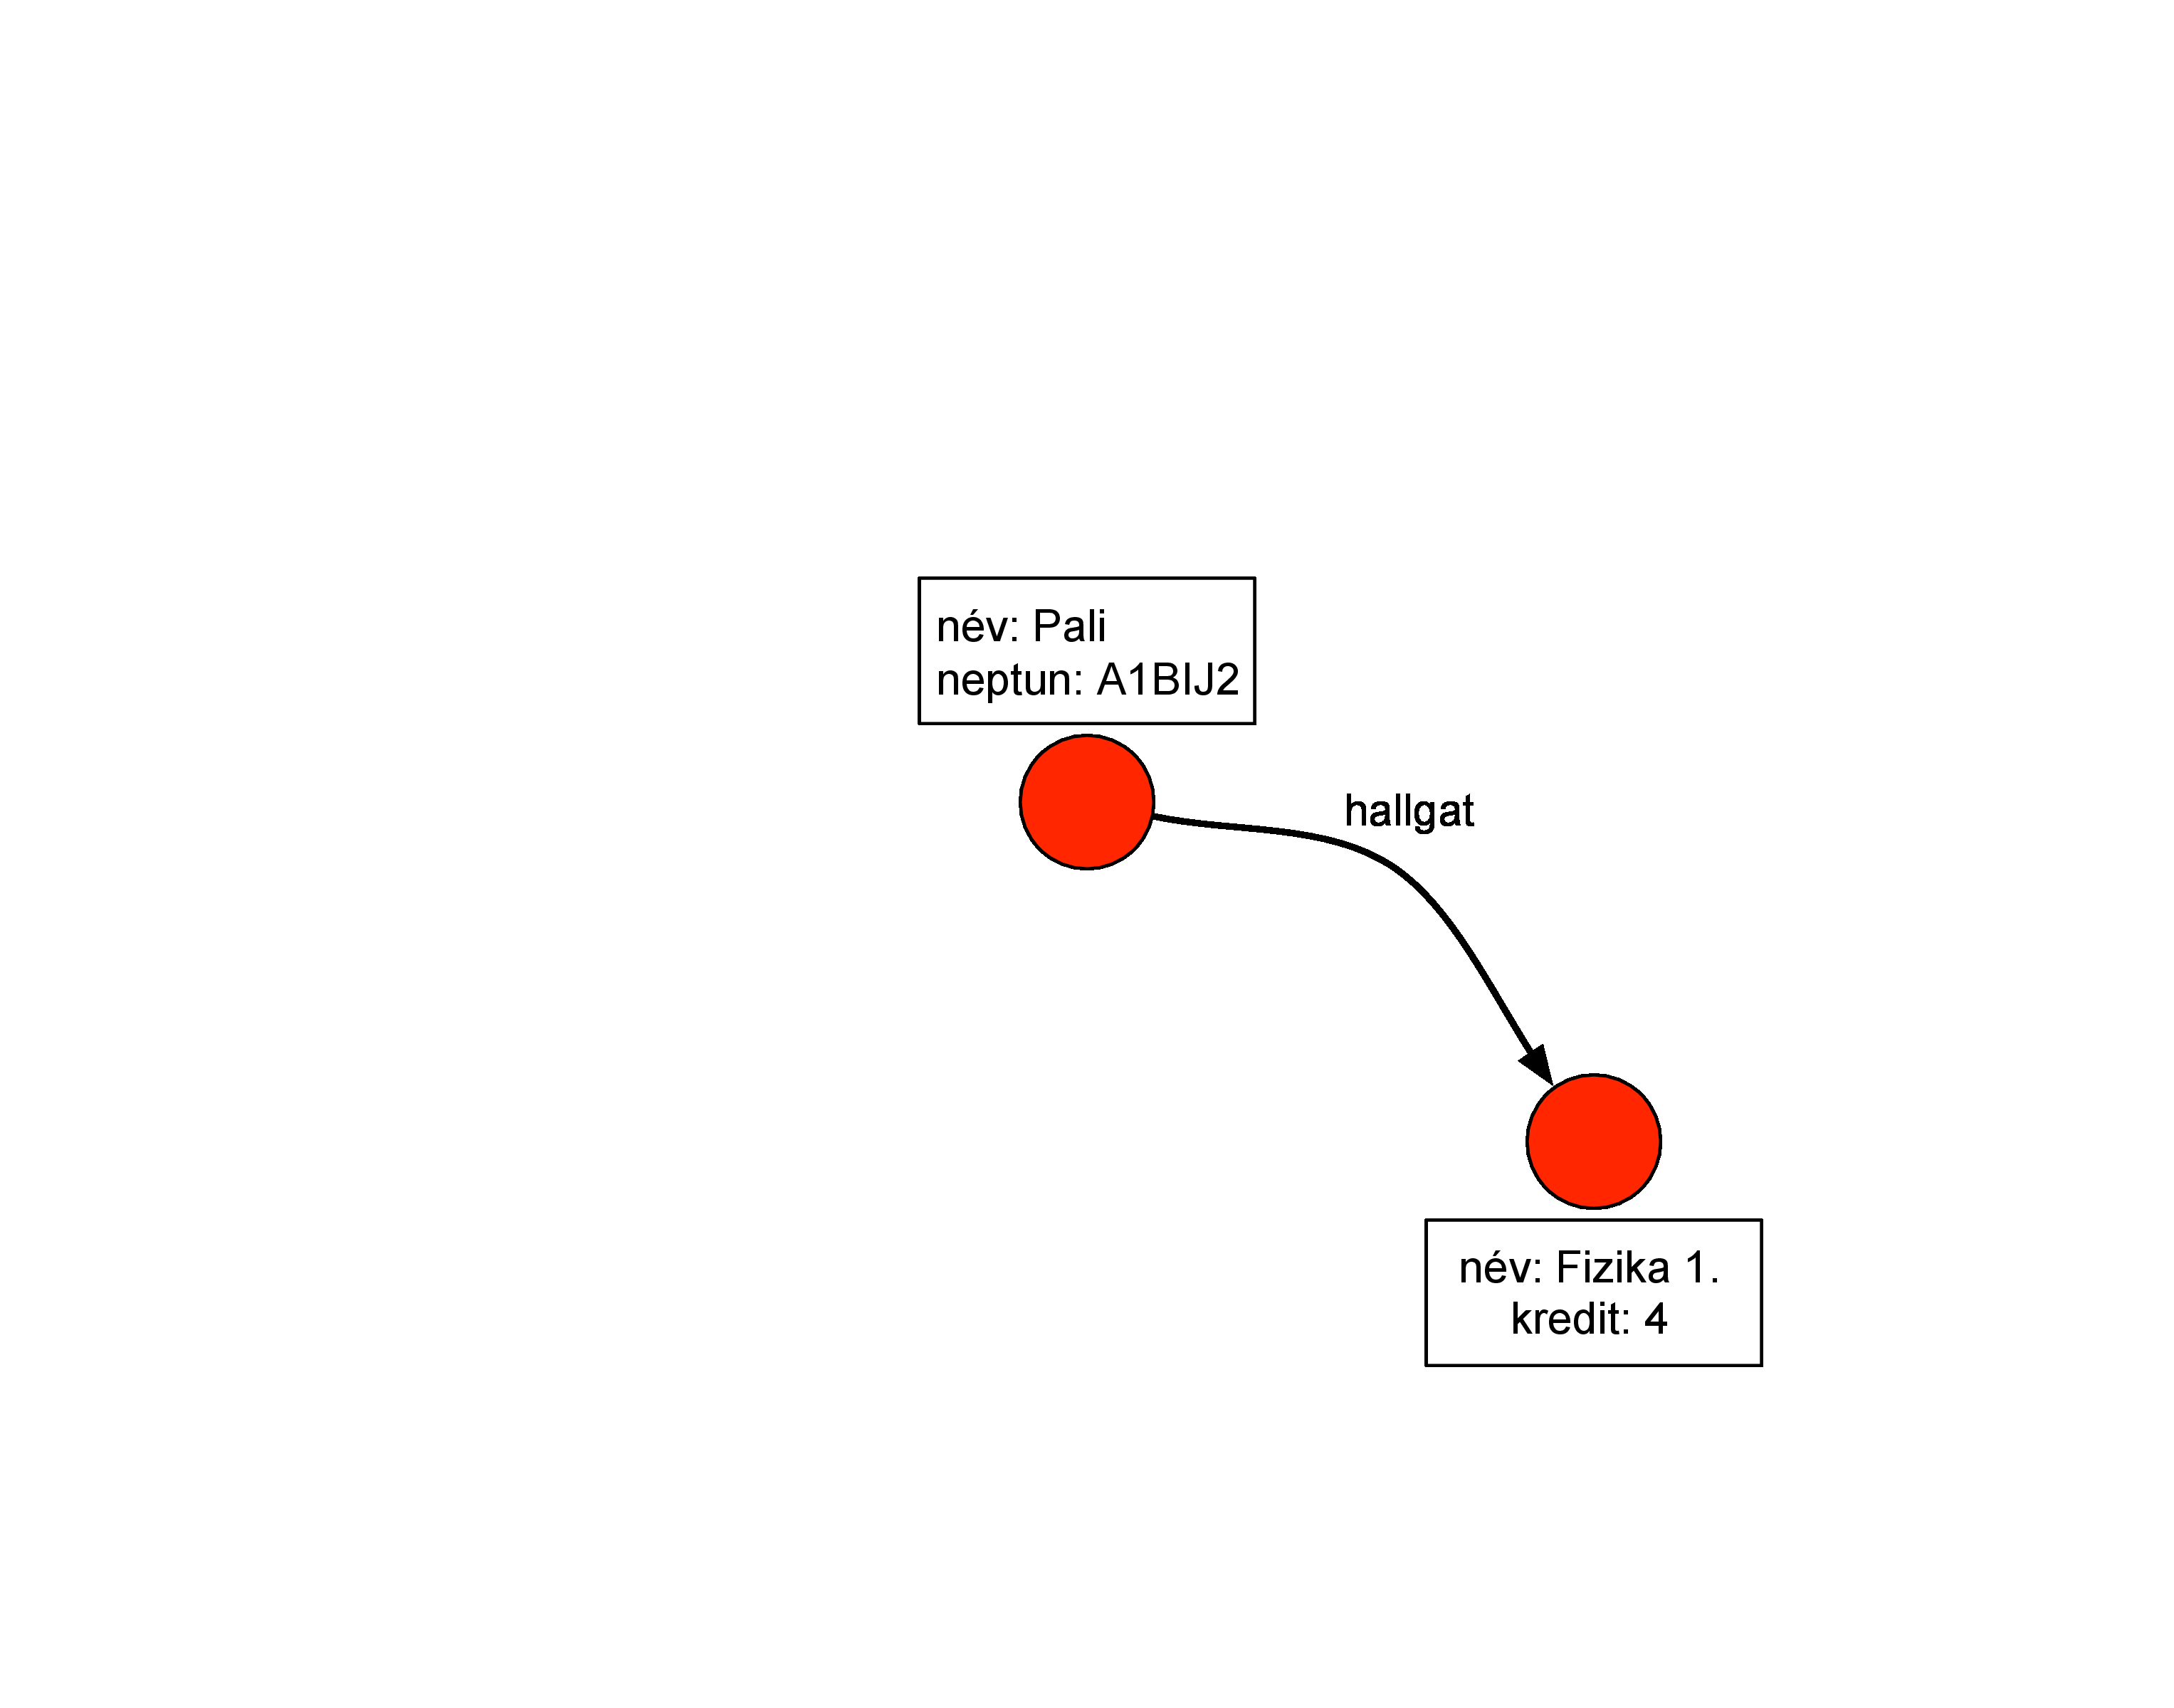 név: Pali
neptun: A1BIJ2
hallgat
név: Fizika 1.
kredit: 4